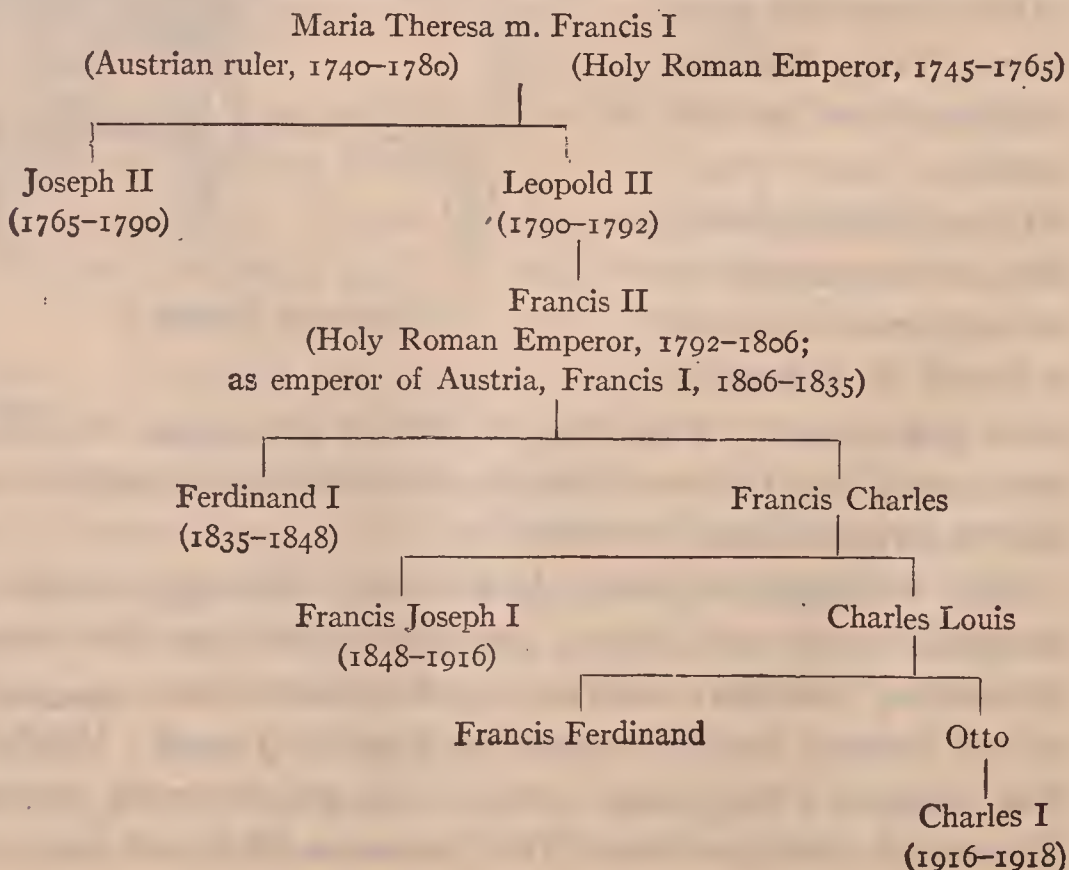 Maria Theresa m. Francis I
(Austrian ruler, 1740–1780) (Holy Roman Emperor, 1745–1765)
Joseph II Leopold II
(1765–1790) (1790–1792)
Francis II
(Holy Roman Emperor, 1792–1806;
as emperor of Austria, Francis I, 1806–1835)
Ferdinand I Francis Charles
(1835–1848)
Francis Joseph I Charles Louis
(1848–1916)
Francis Ferdinand Otto
Charles I
(1916–1918)